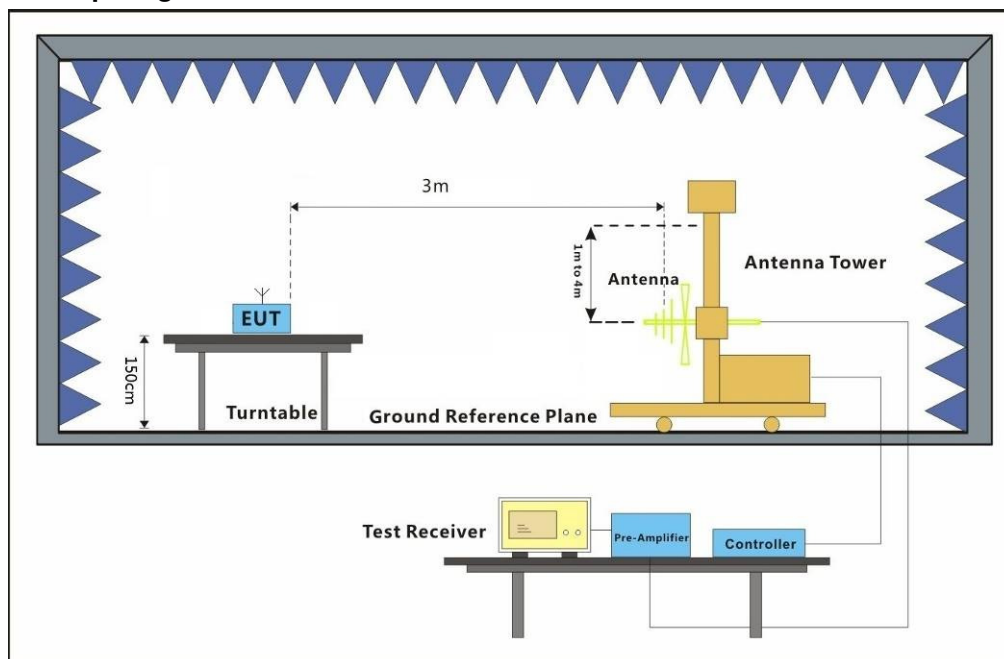 3m
1m to 4m
Antenna
Antenna Tower
EUT
150cm
Turntable
Ground Reference Plane
Test Receiver
Pre-Amplifier
Controller